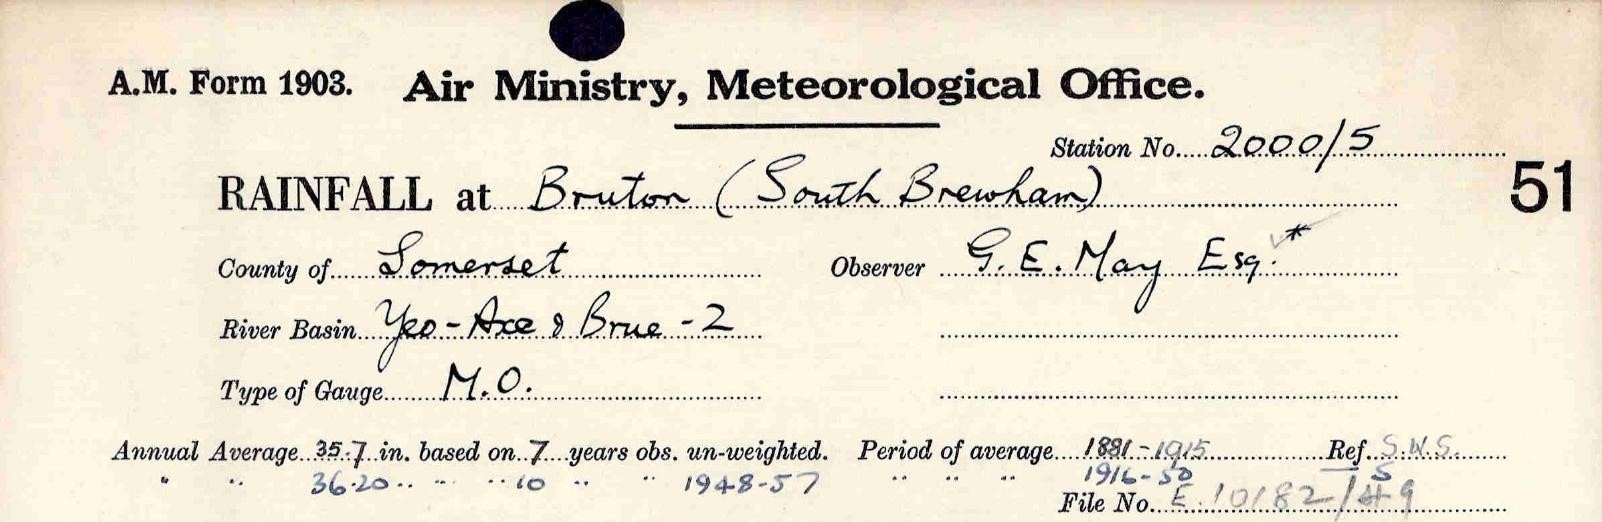 A.M. Form 1903. Air Ministry, Meteorological Office.
Station No. 2000/5
RAINFALL at Bruton (South Brewham) 51
County of Somerset Observer G. E. May Esq. *
River Basin Yeo-Axe & Brue - 2
Type of Gauge M.O.
Annual Average 35.7 in. based on 7 years obs. un-weighted. Period of average 1881-1915 Ref. S.W.S.
" " 36.20 " " " 10 " " 1948-57 " " " 1916-50 S
File No. E 10182/49